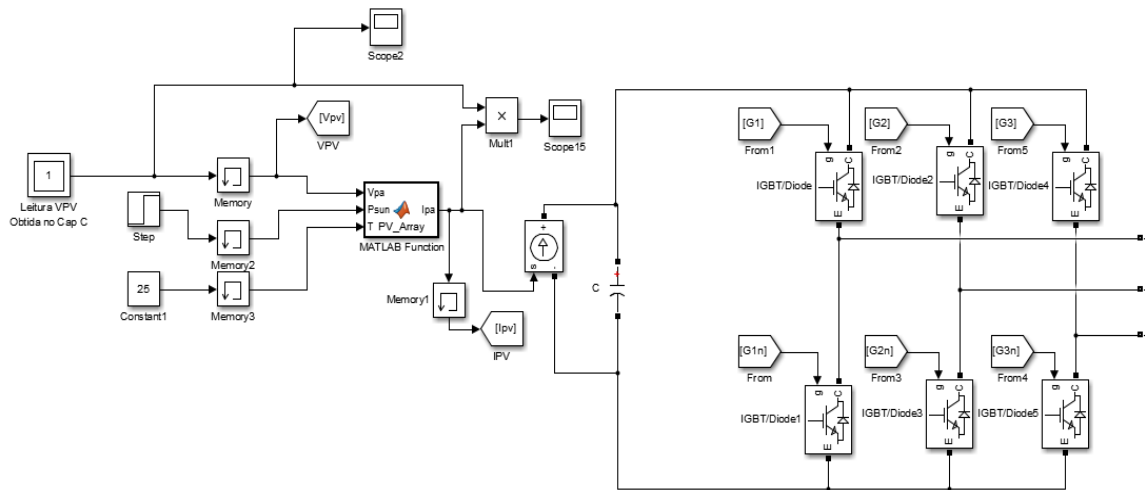 Scope2
[Vpv]
VPV
×
Mult1
Scope15
1
Leitura VPV
Obtida no Cap C
Memory
Step
Memory2
25
Constant1
Memory3
Vpa
Psun
T
PV_Array
Ipa
MATLAB Function
Memory1
[Ipv]
IPV
s
+
-
+
C
[G1]
From1
g
C
E
IGBT/Diode
[G2]
From2
g
C
E
IGBT/Diode2
[G3]
From5
g
C
E
IGBT/Diode4
[G1n]
From
g
C
E
IGBT/Diode1
[G2n]
From3
g
C
E
IGBT/Diode3
[G3n]
From4
g
C
E
IGBT/Diode5